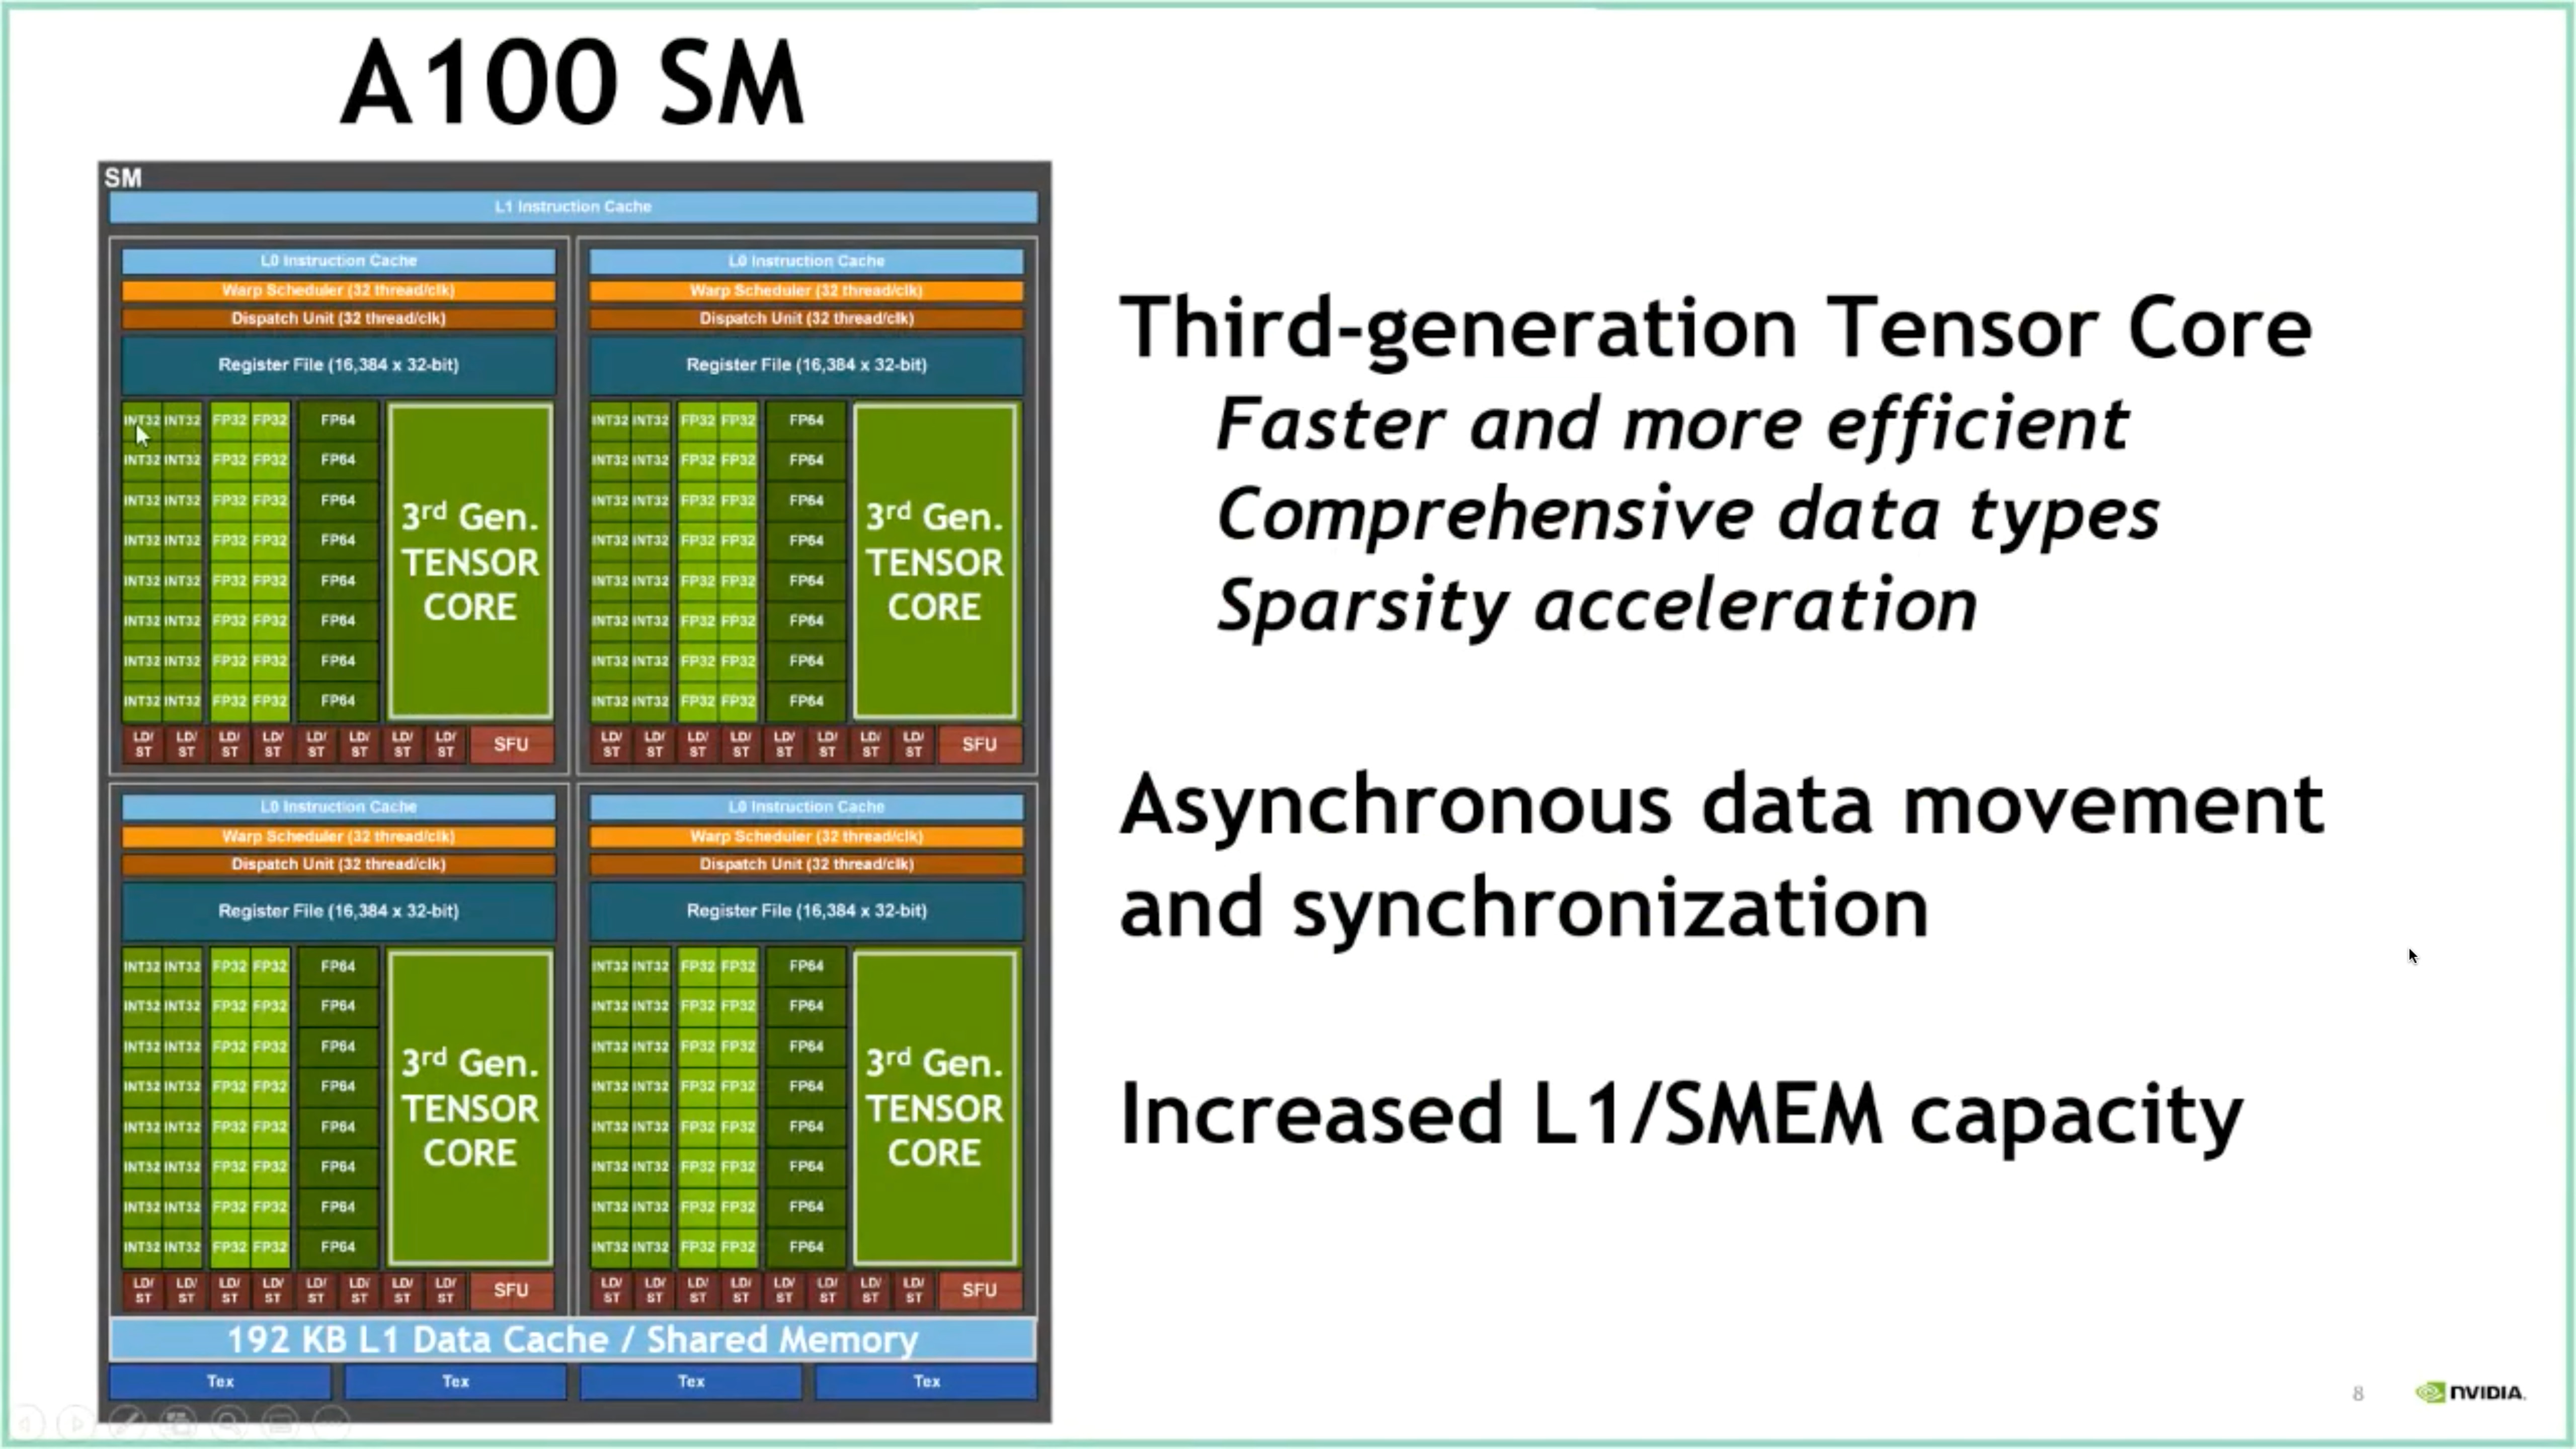 A100 SM
SM
L1 Instruction Cache
L0 Instruction Cache
Warp Scheduler (32 thread/clk)
Dispatch Unit (32 thread/clk)
Register File (16,384 x 32-bit)
INT32 INT32 FP32 FP32 FP64
INT32 INT32 FP32 FP32 FP64
INT32 INT32 FP32 FP32 FP64
INT32 INT32 FP32 FP32 FP64
INT32 INT32 FP32 FP32 FP64
INT32 INT32 FP32 FP32 FP64
INT32 INT32 FP32 FP32 FP64
INT32 INT32 FP32 FP32 FP64
3rd Gen.
TENSOR
CORE
LD/ LD/ LD/ LD/ LD/ LD/ LD/ LD/
ST ST ST ST ST ST ST ST
SFU
L0 Instruction Cache
Warp Scheduler (32 thread/clk)
Dispatch Unit (32 thread/clk)
Register File (16,384 x 32-bit)
INT32 INT32 FP32 FP32 FP64
INT32 INT32 FP32 FP32 FP64
INT32 INT32 FP32 FP32 FP64
INT32 INT32 FP32 FP32 FP64
INT32 INT32 FP32 FP32 FP64
INT32 INT32 FP32 FP32 FP64
INT32 INT32 FP32 FP32 FP64
INT32 INT32 FP32 FP32 FP64
3rd Gen.
TENSOR
CORE
LD/ LD/ LD/ LD/ LD/ LD/ LD/ LD/
ST ST ST ST ST ST ST ST
SFU
L0 Instruction Cache
Warp Scheduler (32 thread/clk)
Dispatch Unit (32 thread/clk)
Register File (16,384 x 32-bit)
INT32 INT32 FP32 FP32 FP64
INT32 INT32 FP32 FP32 FP64
INT32 INT32 FP32 FP32 FP64
INT32 INT32 FP32 FP32 FP64
INT32 INT32 FP32 FP32 FP64
INT32 INT32 FP32 FP32 FP64
INT32 INT32 FP32 FP32 FP64
INT32 INT32 FP32 FP32 FP64
3rd Gen.
TENSOR
CORE
LD/ LD/ LD/ LD/ LD/ LD/ LD/ LD/
ST ST ST ST ST ST ST ST
SFU
L0 Instruction Cache
Warp Scheduler (32 thread/clk)
Dispatch Unit (32 thread/clk)
Register File (16,384 x 32-bit)
INT32 INT32 FP32 FP32 FP64
INT32 INT32 FP32 FP32 FP64
INT32 INT32 FP32 FP32 FP64
INT32 INT32 FP32 FP32 FP64
INT32 INT32 FP32 FP32 FP64
INT32 INT32 FP32 FP32 FP64
INT32 INT32 FP32 FP32 FP64
INT32 INT32 FP32 FP32 FP64
3rd Gen.
TENSOR
CORE
LD/ LD/ LD/ LD/ LD/ LD/ LD/ LD/
ST ST ST ST ST ST ST ST
SFU
192 KB L1 Data Cache / Shared Memory
Tex Tex Tex Tex
Third-generation Tensor Core
Faster and more efficient
Comprehensive data types
Sparsity acceleration
Asynchronous data movement
and synchronization
Increased L1/SMEM capacity
8
NVIDIA.